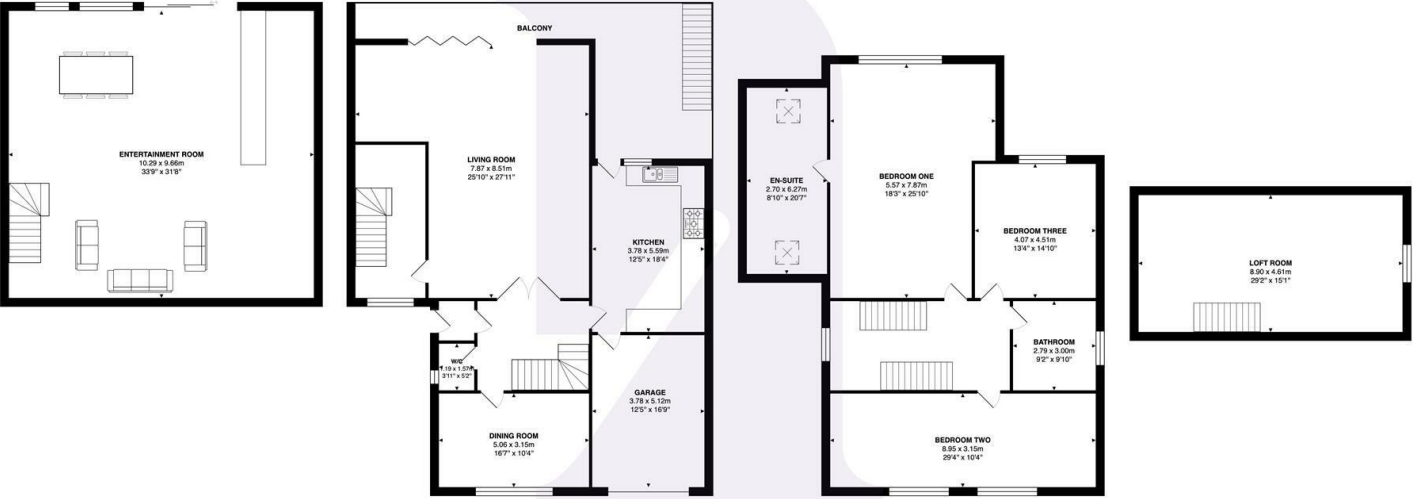 ENTERTAINMENT ROOM
10.29 x 9.66m
33'9" x 31'8"
BALCONY
LIVING ROOM
7.87 x 8.51m
25'10" x 27'11"
KITCHEN
3.78 x 5.59m
12'5" x 18'4"
W/C
1.19 x 1.57m
3'11" x 5'2"
GARAGE
3.78 x 5.12m
12'5" x 16'9"
DINING ROOM
5.06 x 3.15m
16'7" x 10'4"
EN-SUITE
2.70 x 6.27m
8'10" x 20'7"
BEDROOM ONE
5.57 x 7.87m
18'3" x 25'10"
BEDROOM THREE
4.07 x 4.51m
13'4" x 14'10"
BATHROOM
2.79 x 3.00m
9'2" x 9'10"
BEDROOM TWO
8.95 x 3.15m
29'4" x 10'4"
LOFT ROOM
8.90 x 4.61m
29'2" x 15'1"